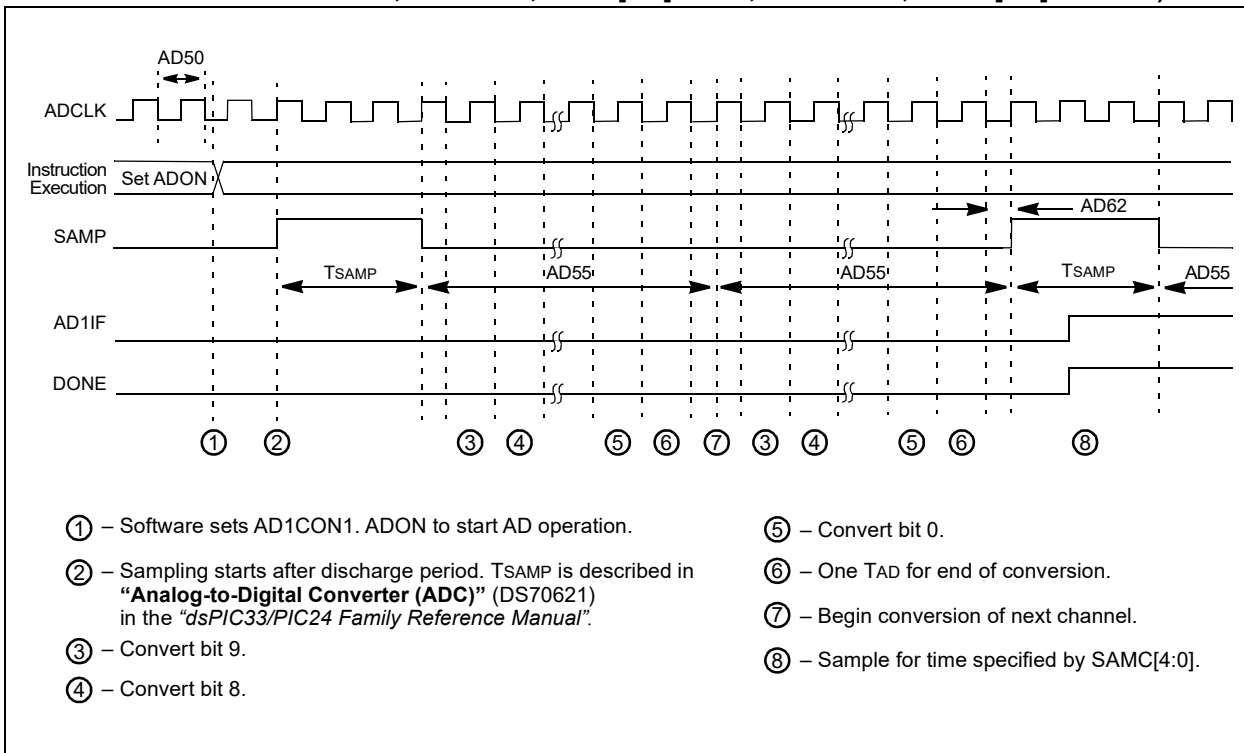 AD50
ADCLK
Instruction
Execution
Set ADON
AD62
SAMP
TSAMP
AD55
AD55
TSAMP
AD55
AD1IF
DONE
1 2 3 4 5 6 7 3 4 5 6 8
1 – Software sets AD1CON1. ADON to start AD operation.
2 – Sampling starts after discharge period. TSAMP is described in
“Analog-to-Digital Converter (ADC)” (DS70621)
in the “dsPIC33/PIC24 Family Reference Manual”.
3 – Convert bit 9.
4 – Convert bit 8.
5 – Convert bit 0.
6 – One TAD for end of conversion.
7 – Begin conversion of next channel.
8 – Sample for time specified by SAMC[4:0].